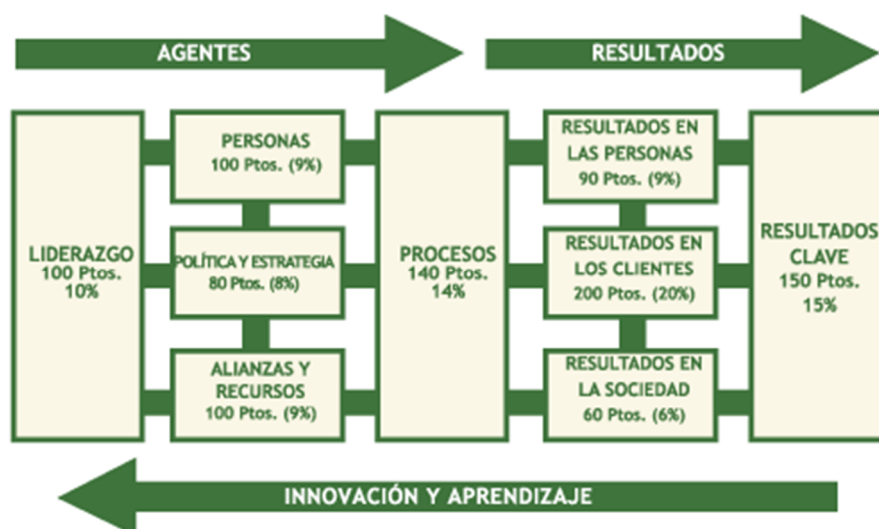 AGENTES
RESULTADOS
LIDERAZGO
100 Ptos.
10%
PERSONAS
100 Ptos. (9%)
POLÍTICA Y ESTRATEGIA
80 Ptos. (8%)
ALIANZAS Y
RECURSOS
100 Ptos. (9%)
PROCESOS
140 Ptos.
14%
RESULTADOS EN
LAS PERSONAS
90 Ptos. (9%)
RESULTADOS EN
LOS CLIENTES
200 Ptos. (20%)
RESULTADOS EN
LA SOCIEDAD
60 Ptos. (6%)
RESULTADOS
CLAVE
150 Ptos.
15%
INNOVACIÓN Y APRENDIZAJE